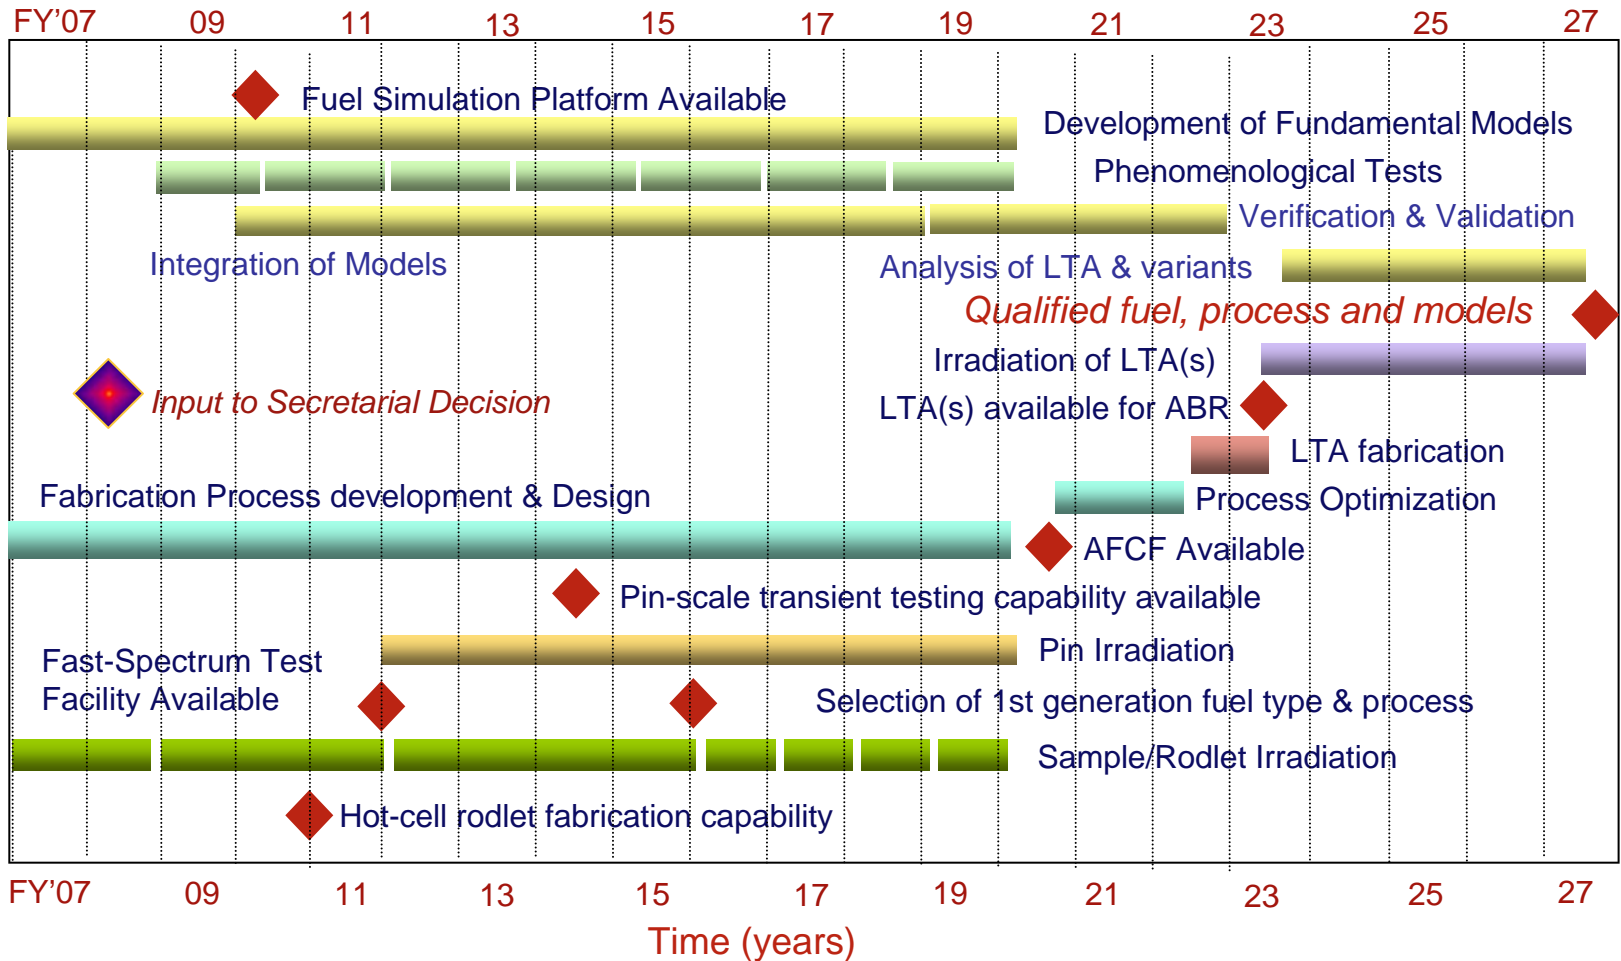 FY'07 09 11 13 15 17 19 21 23 25 27
Fuel Simulation Platform Available
Development of Fundamental Models
Phenomenological Tests
Verification & Validation
Integration of Models
Analysis of LTA & variants
Qualified fuel, process and models
Irradiation of LTA(s)
Input to Secretarial Decision
LTA(s) available for ABR
LTA fabrication
Fabrication Process development & Design
Process Optimization
AFCF Available
Pin-scale transient testing capability available
Pin Irradiation
Fast-Spectrum Test
Facility Available
Selection of 1st generation fuel type & process
Sample/Rodlet Irradiation
Hot-cell rodlet fabrication capability
FY'07 09 11 13 15 17 19 21 23 25 27
Time (years)